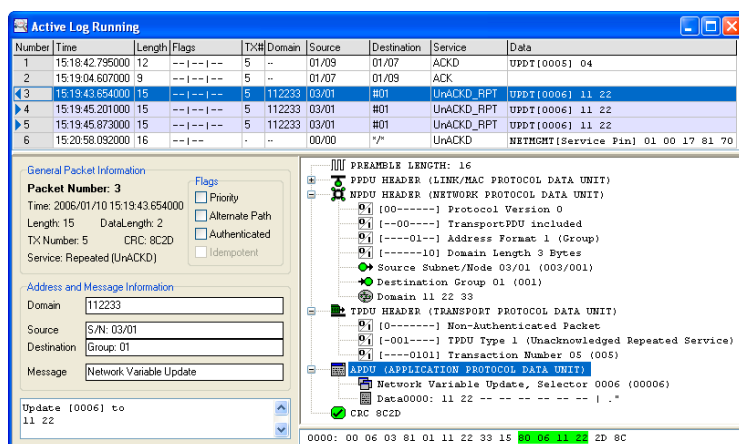 Active Log Running
Number Time Length Flags TX# Domain Source Destination Service Data
1 15:18:42.795000 12 --|--|-- 5 -- 01/09 01/07 ACKD UPDT[0005] 04
2 15:19:04.607000 9 --|--|-- 5 -- 01/07 01/09 ACK
3 15:19:43.654000 15 --|--|-- 5 112233 03/01 #01 UnACKD_RPT UPDT[0006] 11 22
4 15:19:45.201000 15 --|--|-- 5 112233 03/01 #01 UnACKD_RPT UPDT[0006] 11 22
5 15:19:45.873000 15 --|--|-- 5 112233 03/01 #01 UnACKD_RPT UPDT[0006] 11 22
6 15:20:58.092000 16 --|--|-- - -- 00/00 "/" UnACKD NETMGMT[Service Pin] 01 00 17 81 70
General Packet Information
Packet Number: 3
Time: 2006/01/10 15:19:43.654000
Length: 15 DataLength: 2
TX Number: 5 CRC: 8C2D
Service: Repeated (UnACKD)
Flags
Priority
Alternate Path
Authenticated
Idempotent
Address and Message Information
Domain 112233
Source S/N: 03/01
Destination Group: 01
Message Network Variable Update
Update [0006] to
11 22
PREAMBLE LENGTH: 16
PPDU HEADER (LINK/MAC PROTOCOL DATA UNIT)
NPDU HEADER (NETWORK PROTOCOL DATA UNIT)
[00------] Protocol Version 0
[--00----] TransportPDU included
[----01--] Address Format 1 (Group)
[------10] Domain Length 3 Bytes
Source Subnet/Node 03/01 (003/001)
Destination Group 01 (001)
Domain 11 22 33
TPDU HEADER (TRANSPORT PROTOCOL DATA UNIT)
[0-------] Non-Authenticated Packet
[-001----] TPDU Type 1 (Unacknowledged Repeated Service)
[----0101] Transaction Number 05 (005)
APDU (APPLICATION PROTOCOL DATA UNIT)
Network Variable Update, Selector 0006 (00006)
Data0000: 11 22 -- -- -- -- -- -- | ."
CRC 8C2D
0000: 00 06 03 81 01 11 22 33 15 80 06 11 22 2D 8C